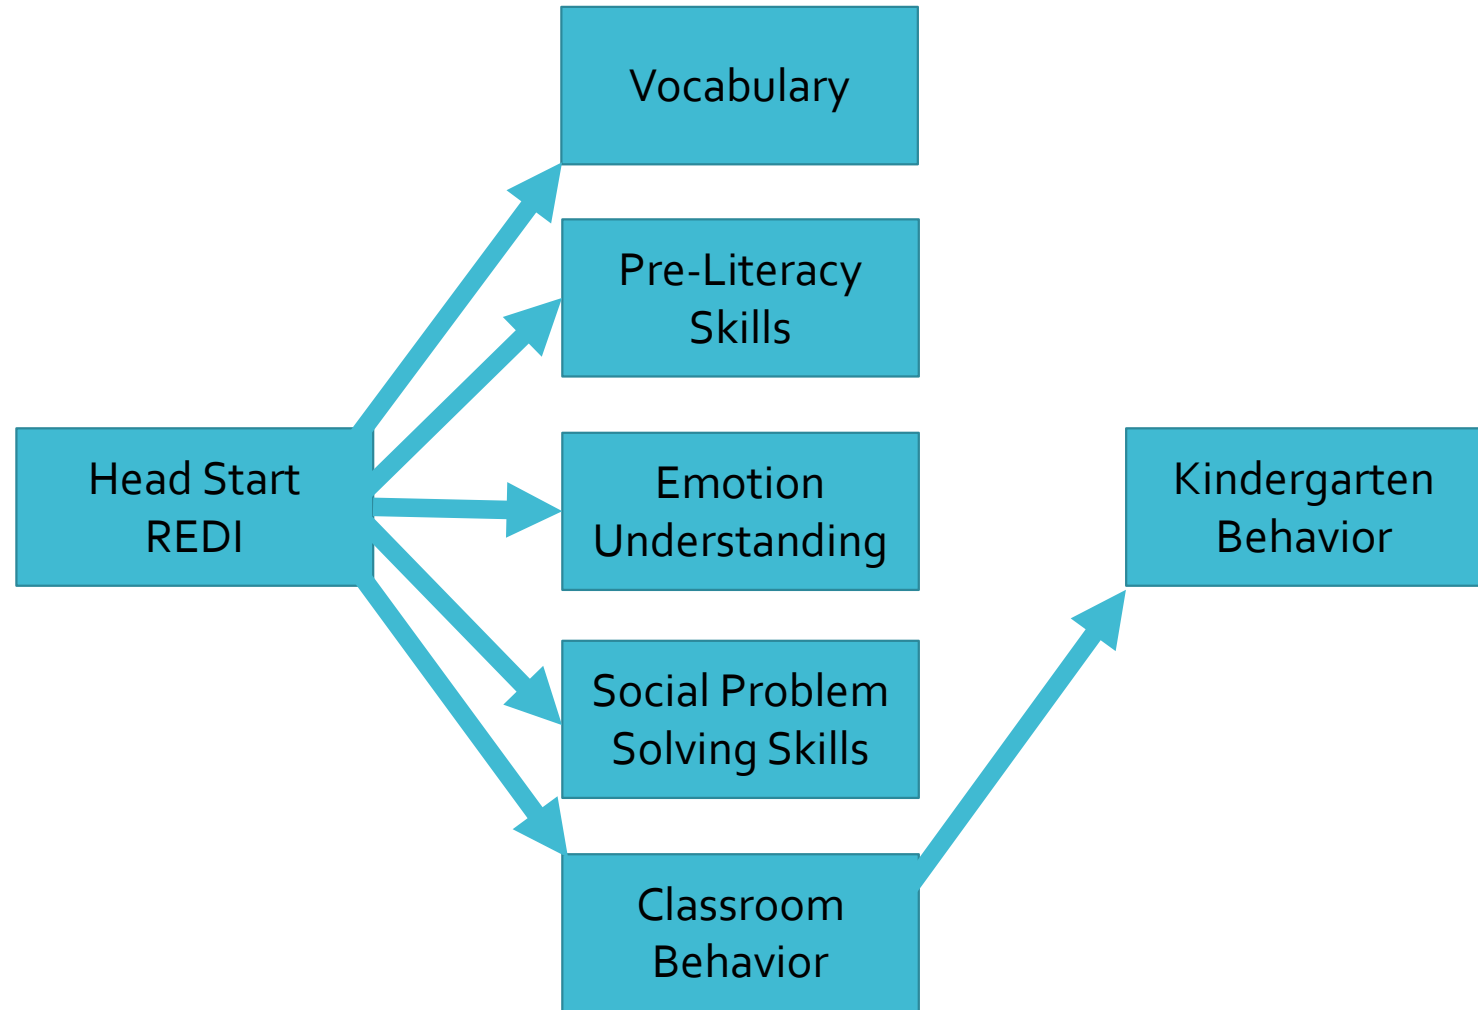 Vocabulary
Pre-Literacy
Skills
Head Start
REDI
Emotion
Understanding
Kindergarten
Behavior
Social Problem
Solving Skills
Classroom
Behavior